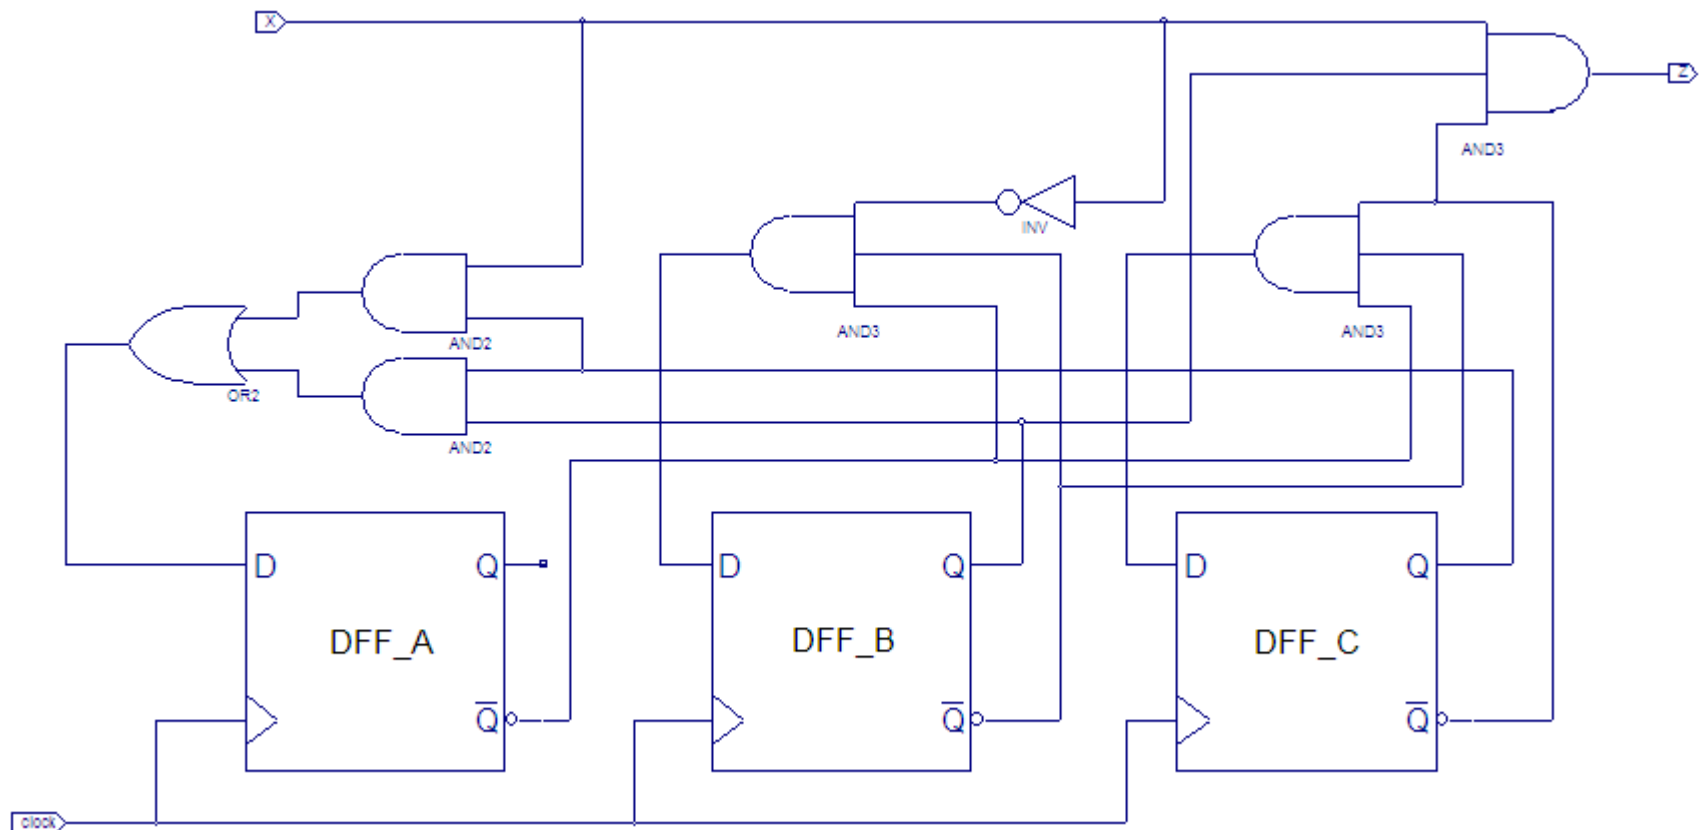 X
Z
AND3
INV
AND3
AND3
AND2
OR2
AND2
D Q
D Q
D Q
DFF_A
DFF_B
DFF_C
Q̅
Q̅
Q̅
clock